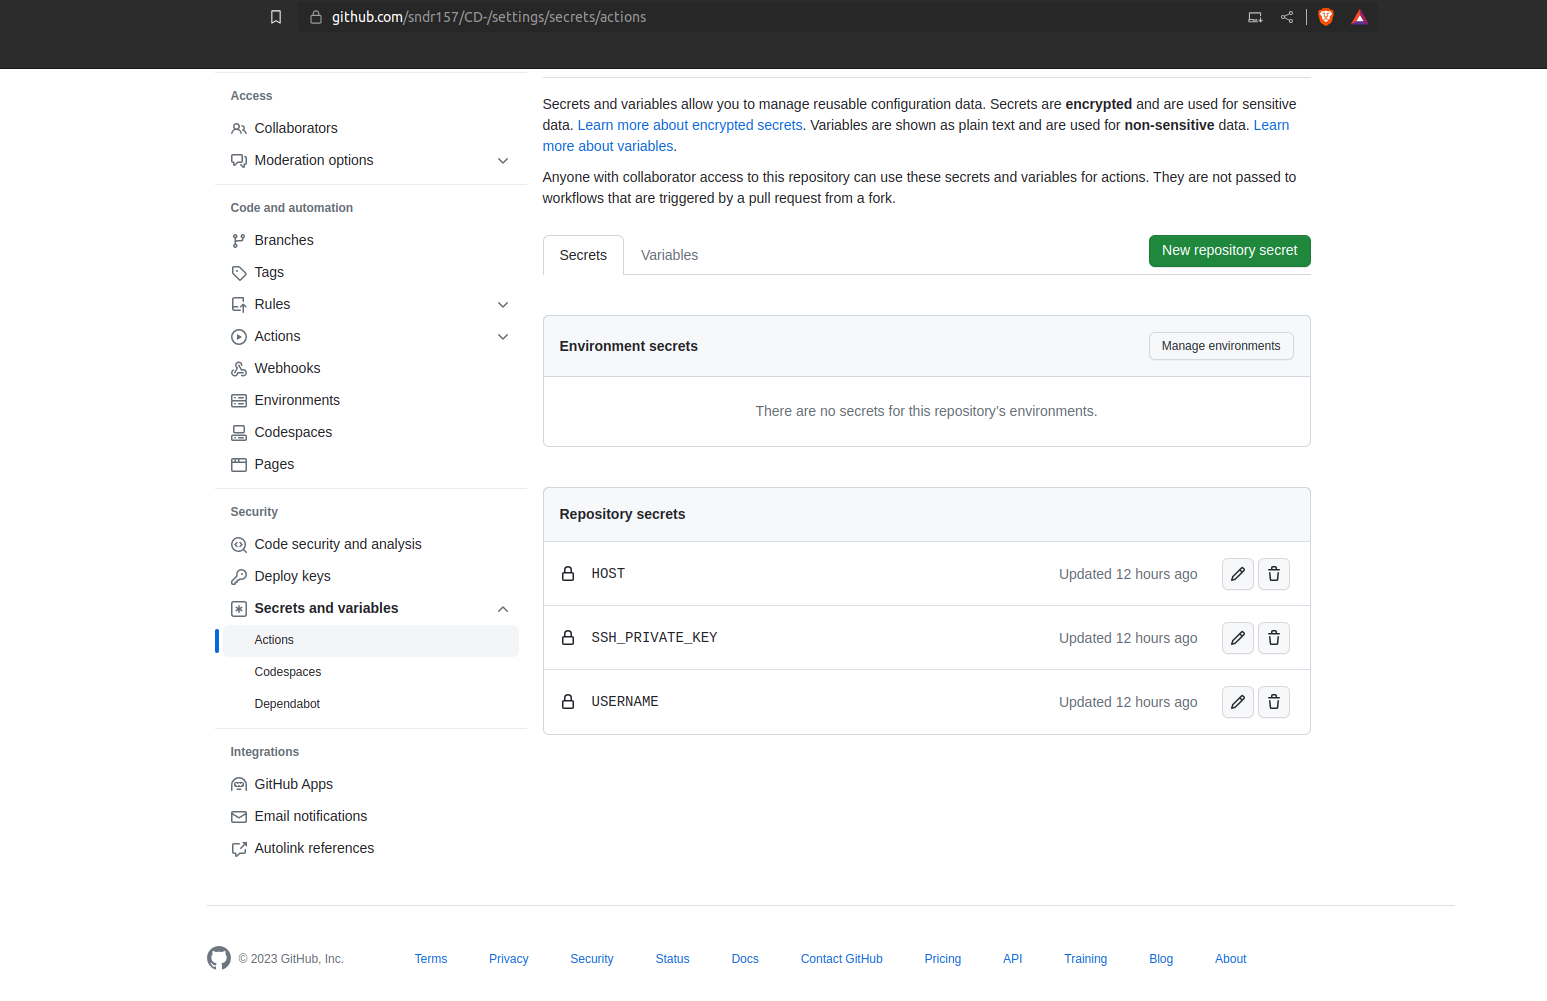 github.com/sndr157/CD-/settings/secrets/actions
Access
Collaborators
Moderation options
Code and automation
Branches
Tags
Rules
Actions
Webhooks
Environments
Codespaces
Pages
Security
Code security and analysis
Deploy keys
Secrets and variables
Actions
Codespaces
Dependabot
Integrations
GitHub Apps
Email notifications
Autolink references
Secrets and variables allow you to manage reusable configuration data. Secrets are encrypted and are used for sensitive
data. Learn more about encrypted secrets. Variables are shown as plain text and are used for non-sensitive data. Learn
more about variables.
Anyone with collaborator access to this repository can use these secrets and variables for actions. They are not passed to
workflows that are triggered by a pull request from a fork.
Secrets Variables New repository secret
Environment secrets Manage environments
There are no secrets for this repository's environments.
Repository secrets
HOST Updated 12 hours ago
SSH_PRIVATE_KEY Updated 12 hours ago
USERNAME Updated 12 hours ago
© 2023 GitHub, Inc. Terms Privacy Security Status Docs Contact GitHub Pricing API Training Blog About